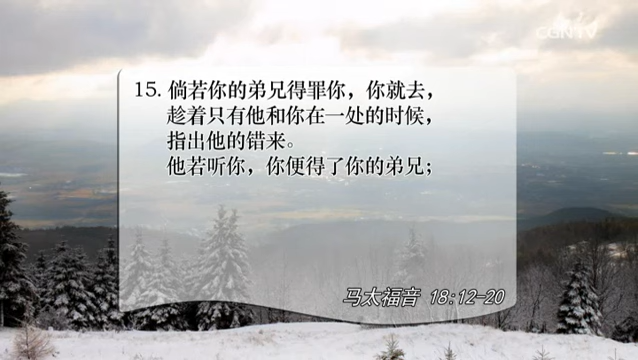 CGNTV
15. 倘若你的弟兄得罪你，你就去，
趁着只有他和你在一处的时候，
指出他的错来。
他若听你，你便得了你的弟兄；
马太福音 18:12-20